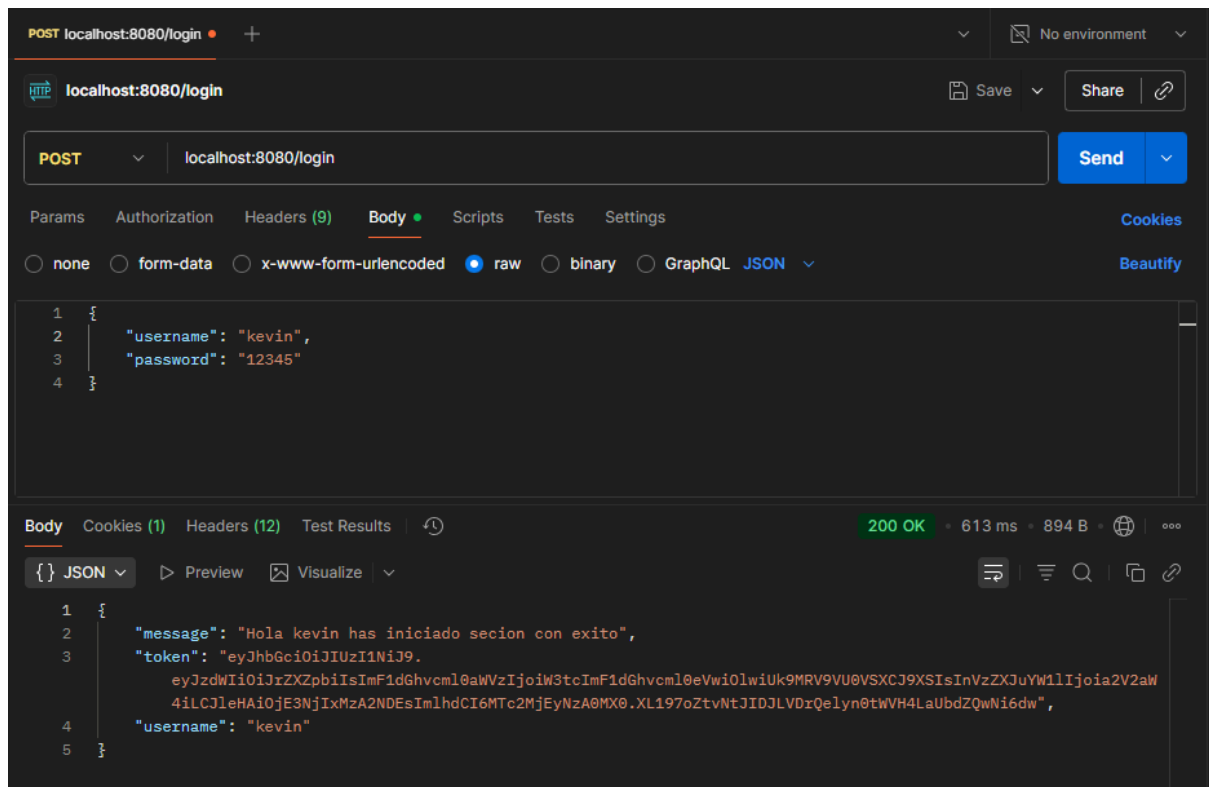 POST localhost:8080/login
No environment
HTTP localhost:8080/login
Save
Share
POST localhost:8080/login
Send
Params Authorization Headers (9) Body Scripts Tests Settings Cookies
none form-data x-www-form-urlencoded raw binary GraphQL JSON Beautify
1 {
2 "username": "kevin",
3 "password": "12345"
4 }
Body Cookies (1) Headers (12) Test Results 200 OK 613 ms 894 B
{} JSON Preview Visualize
1 {
2 "message": "Hola kevin has iniciado secion con exito",
3 "token": "eyJhbGciOiJIUzI1NiJ9.
eyJzdWIiOiJrZXZpbiIsImF1dGhvcml0aWVzIjoiW3tcImF1dGhvcml0eVwiOlwiUk9MRV9VU0VSXCJ9XSIsInVzZXJuYW1lIjoia2V2aW
4iLCJleHAiOjE3NjIxMzA2NDEsImlhdCI6MTc2MjEyNzA0MX0.XL197oZtvNtJIDJLVDrQelyn0tWVH4LaUbdZQwNi6dw",
4 "username": "kevin"
5 }